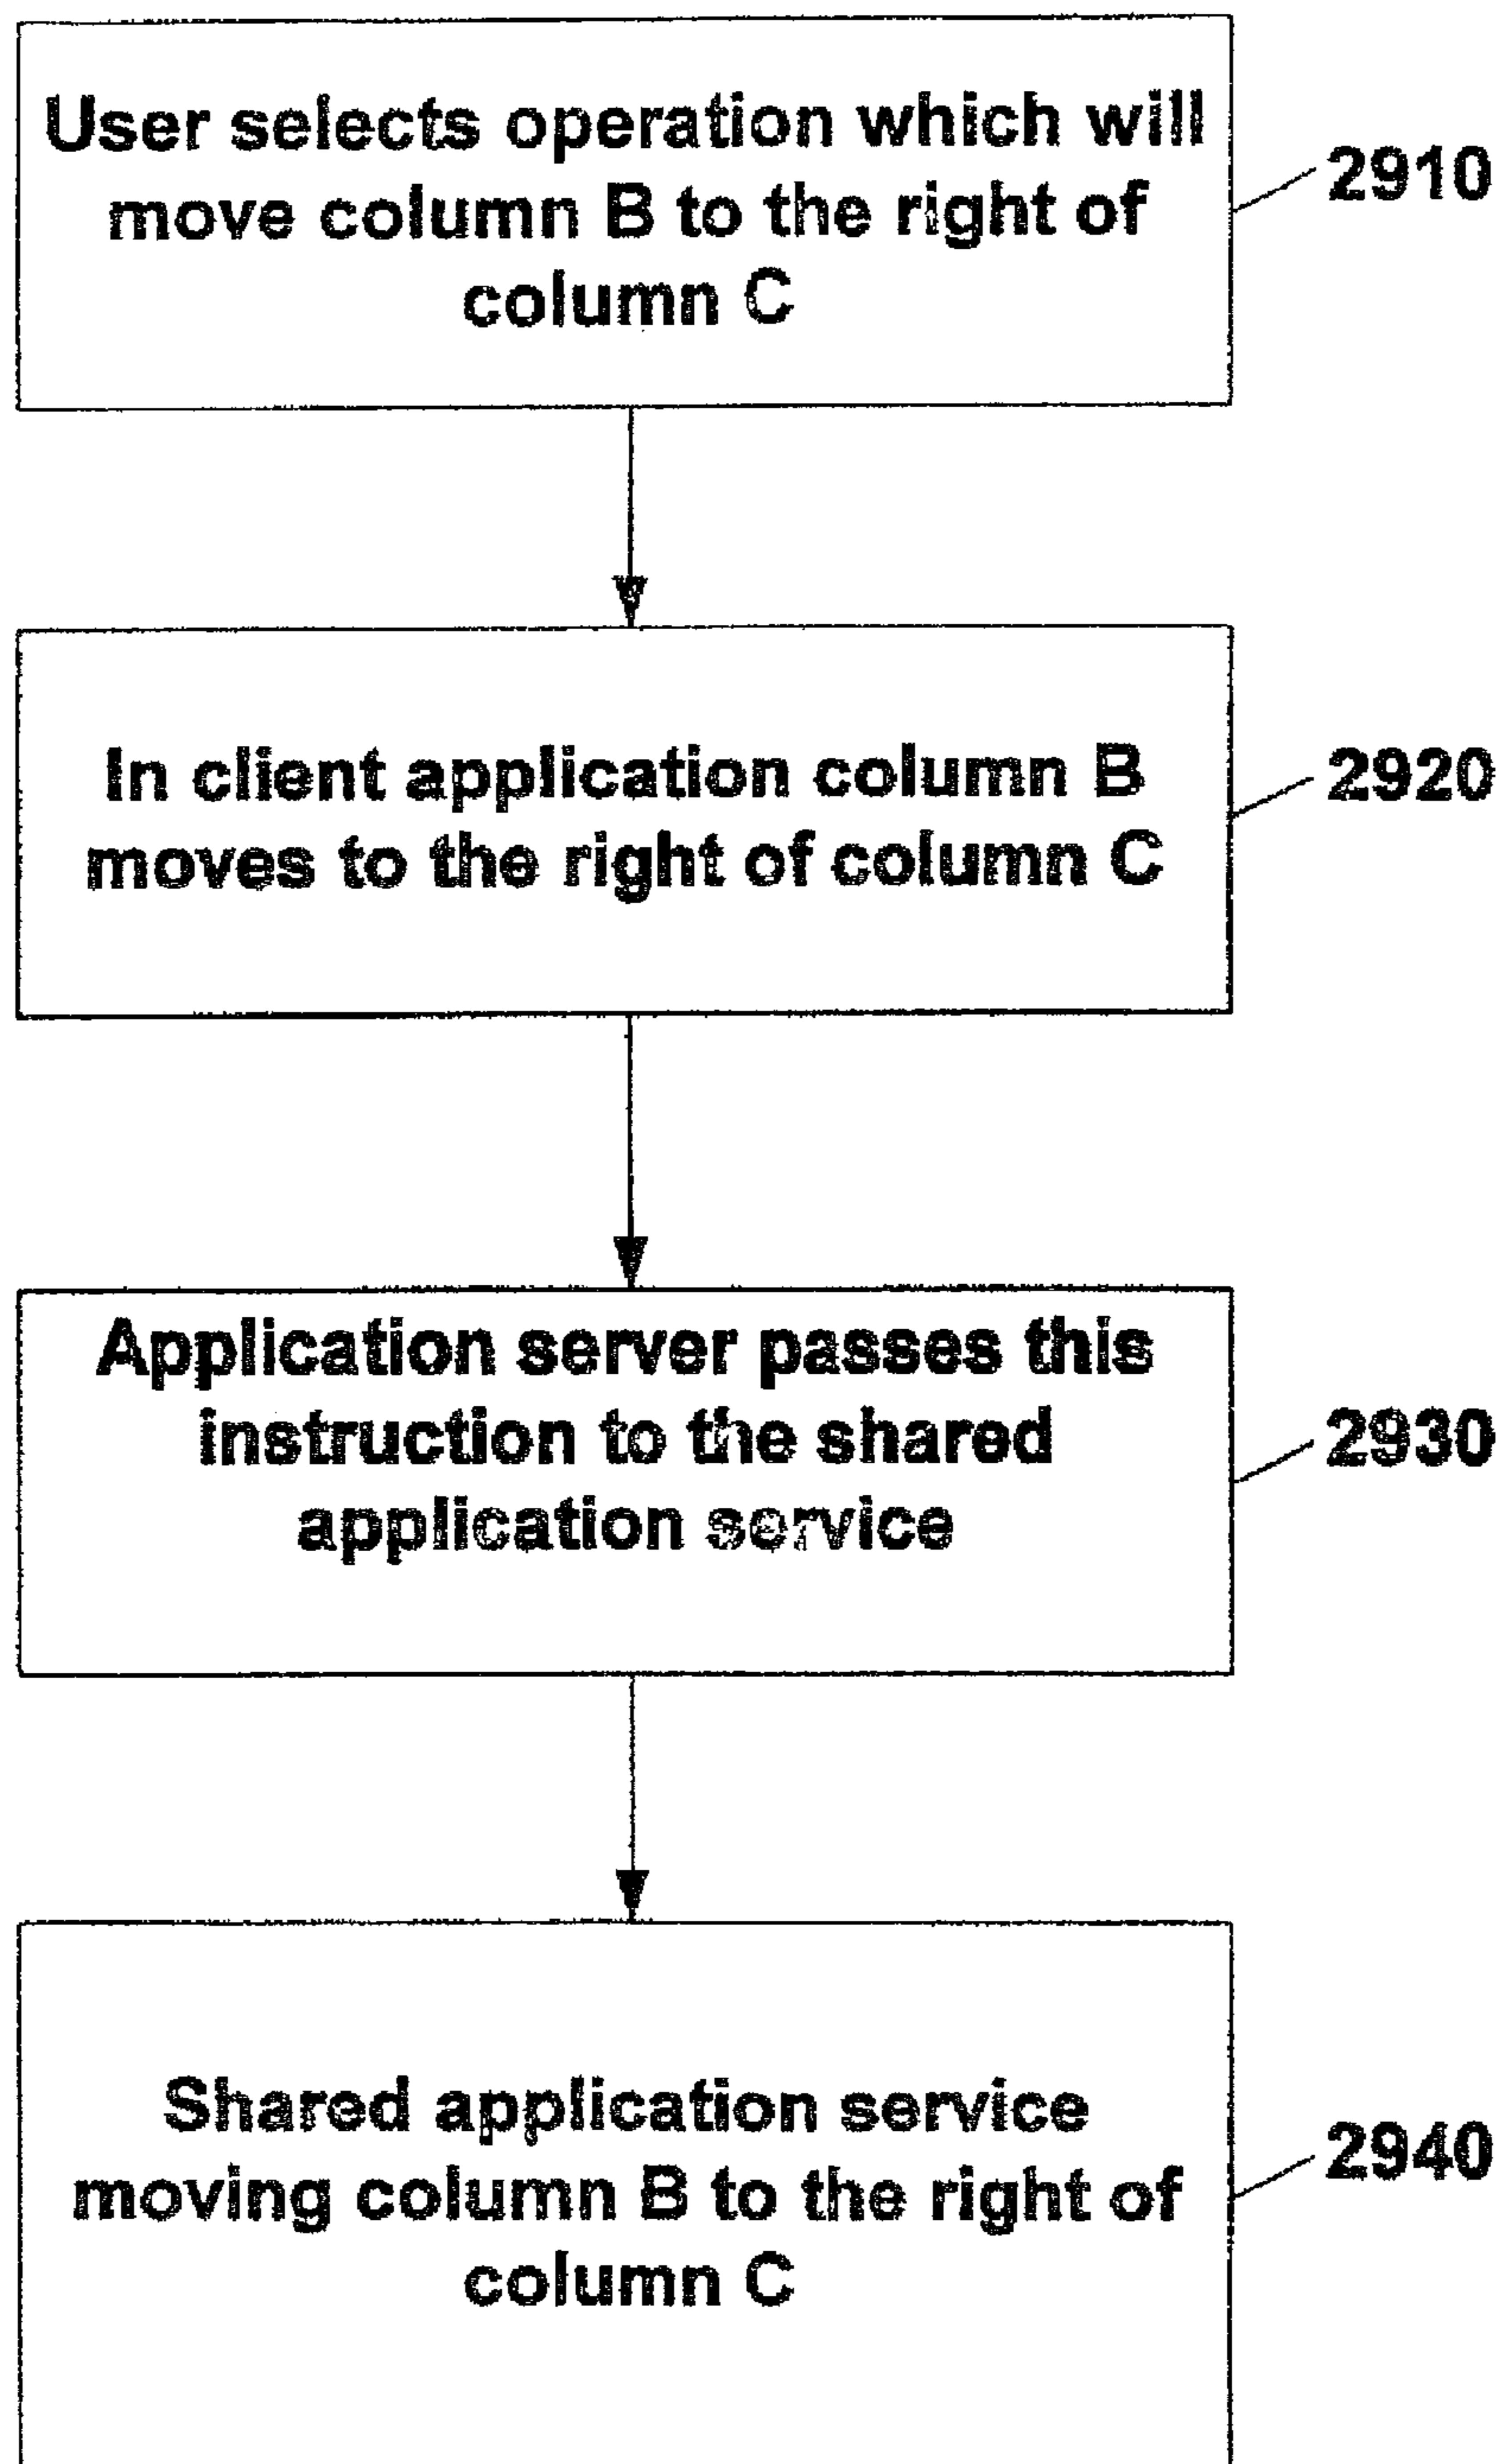 User selects operation which will
move column B to the right of
column C
2910
In client application column B
moves to the right of column C
2920
Application server passes this
instruction to the shared
application service
2930
Shared application service
moving column B to the right of
column C
2940